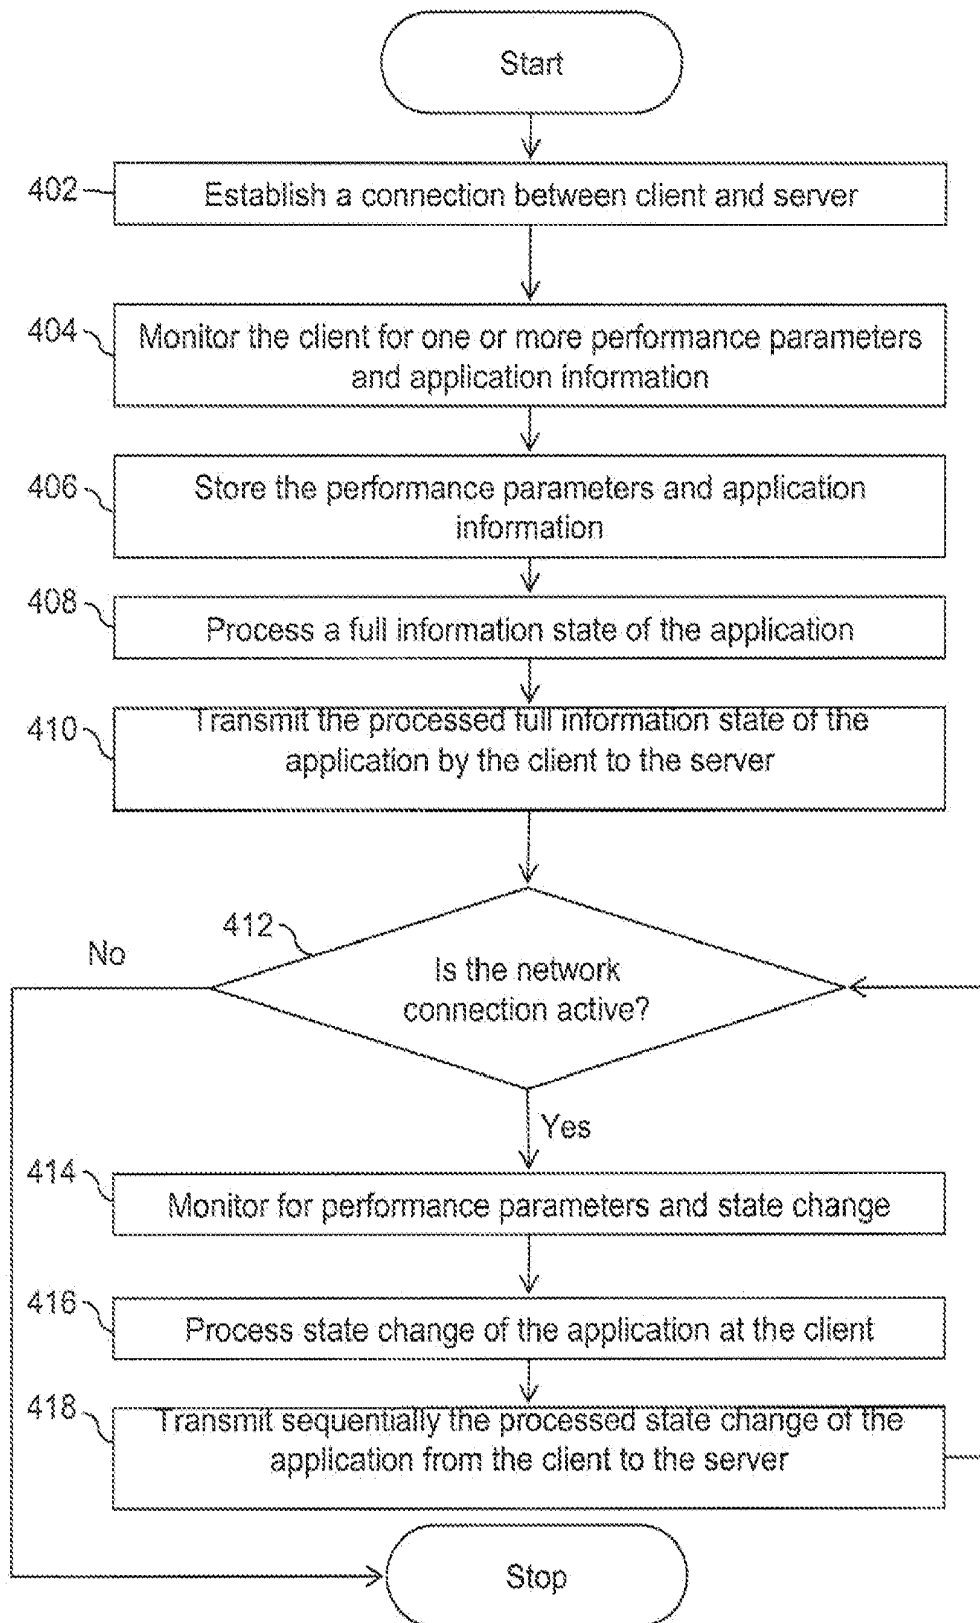 Start
402
Establish a connection between client and server
404
Monitor the client for one or more performance parameters
and application information
406
Store the performance parameters and application
information
408
Process a full information state of the application
410
Transmit the processed full information state of the
application by the client to the server
412
No
Is the network
connection active?
Yes
414
Monitor for performance parameters and state change
416
Process state change of the application at the client
418
Transmit sequentially the processed state change of the
application from the client to the server
Stop